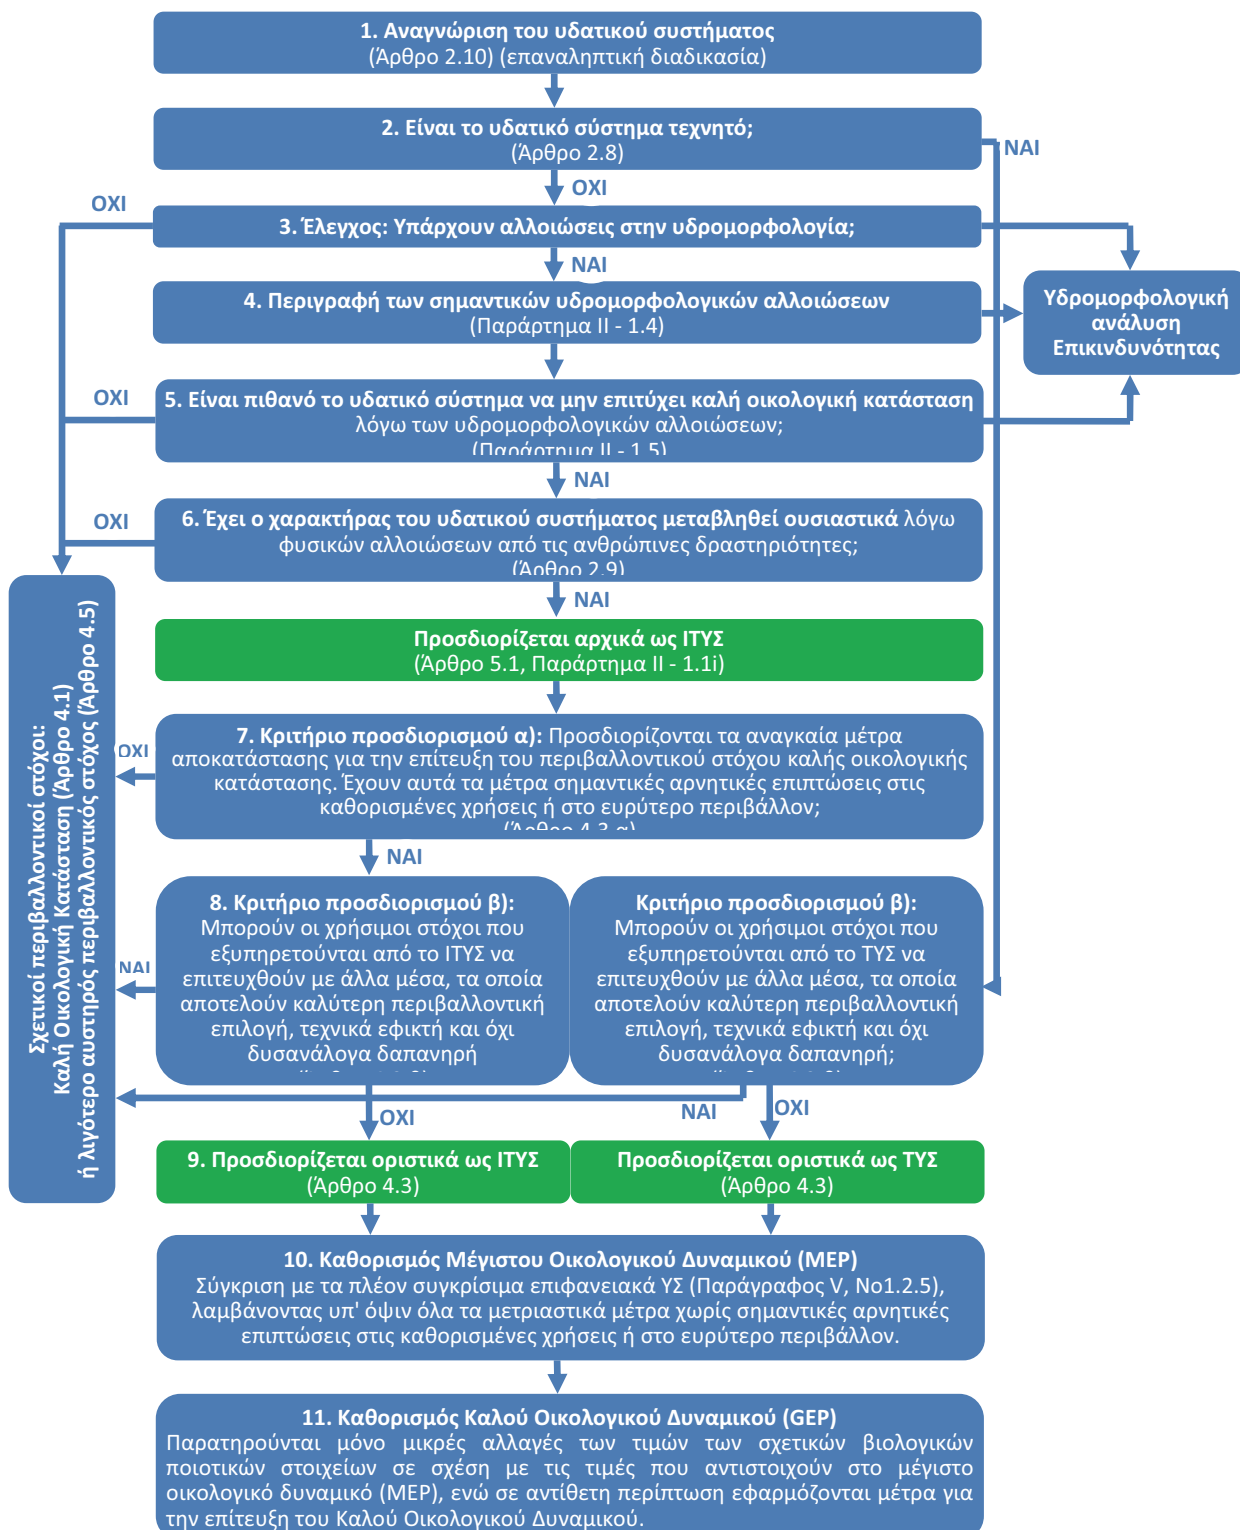 1. Αναγνώριση του υδατικού συστήματος
(Άρθρο 2.10) (επαναληπτική διαδικασία)
2. Είναι το υδατικό σύστημα τεχνητό;
(Άρθρο 2.8)
ΝΑΙ
ΟΧΙ
ΟΧΙ
3. Έλεγχος: Υπάρχουν αλλοιώσεις στην υδρομορφολογία;
ΝΑΙ
4. Περιγραφή των σημαντικών υδρομορφολογικών αλλοιώσεων
(Παράρτημα ΙΙ - 1.4)
Υδρομορφολογική
ανάλυση
Επικινδυνότητας
ΟΧΙ
5. Είναι πιθανό το υδατικό σύστημα να μην επιτύχει καλή οικολογική κατάσταση
λόγω των υδρομορφολογικών αλλοιώσεων;
(Παράρτημα ΙΙ - 1.5)
ΝΑΙ
ΟΧΙ
6. Έχει ο χαρακτήρας του υδατικού συστήματος μεταβληθεί ουσιαστικά λόγω
φυσικών αλλοιώσεων από τις ανθρώπινες δραστηριότητες;
(Άρθρο 2.9)
ΝΑΙ
Προσδιορίζεται αρχικά ως ΙΤΥΣ
(Άρθρο 5.1, Παράρτημα ΙΙ - 1.1i)
Σχετικοί περιβαλλοντικοί στόχοι:
Καλή Οικολογική Κατάσταση (Άρθρο 4.1)
ή λιγότερο αυστηρός περιβαλλοντικός στόχος (Άρθρο 4.5)
ΟΧΙ
7. Κριτήριο προσδιορισμού α): Προσδιορίζονται τα αναγκαία μέτρα
αποκατάστασης για την επίτευξη του περιβαλλοντικού στόχου καλής οικολογικής
κατάστασης. Έχουν αυτά τα μέτρα σημαντικές αρνητικές επιπτώσεις στις
καθορισμένες χρήσεις ή στο ευρύτερο περιβάλλον;
(Άρθρο 4.3 α)
ΝΑΙ
8. Κριτήριο προσδιορισμού β):
Μπορούν οι χρήσιμοι στόχοι που
εξυπηρετούνται από το ΙΤΥΣ να
επιτευχθούν με άλλα μέσα, τα οποία
αποτελούν καλύτερη περιβαλλοντική
επιλογή, τεχνικά εφικτή και όχι
δυσανάλογα δαπανηρή
ΝΑΙ
Κριτήριο προσδιορισμού β):
Μπορούν οι χρήσιμοι στόχοι που
εξυπηρετούνται από το ΤΥΣ να
επιτευχθούν με άλλα μέσα, τα οποία
αποτελούν καλύτερη περιβαλλοντική
επιλογή, τεχνικά εφικτή και όχι
δυσανάλογα δαπανηρή;
ΟΧΙ
ΝΑΙ
ΟΧΙ
9. Προσδιορίζεται οριστικά ως ΙΤΥΣ
(Άρθρο 4.3)
Προσδιορίζεται οριστικά ως ΤΥΣ
(Άρθρο 4.3)
10. Καθορισμός Μέγιστου Οικολογικού Δυναμικού (MEP)
Σύγκριση με τα πλέον συγκρίσιμα επιφανειακά ΥΣ (Παράγραφος V, No1.2.5),
λαμβάνοντας υπ' όψιν όλα τα μετριαστικά μέτρα χωρίς σημαντικές αρνητικές
επιπτώσεις στις καθορισμένες χρήσεις ή στο ευρύτερο περιβάλλον.
11. Καθορισμός Καλού Οικολογικού Δυναμικού (GEP)
Παρατηρούνται μόνο μικρές αλλαγές των τιμών των σχετικών βιολογικών
ποιοτικών στοιχείων σε σχέση με τις τιμές που αντιστοιχούν στο μέγιστο
οικολογικό δυναμικό (MEP), ενώ σε αντίθετη περίπτωση εφαρμόζονται μέτρα για
την επίτευξη του Καλού Οικολογικού Δυναμικού.